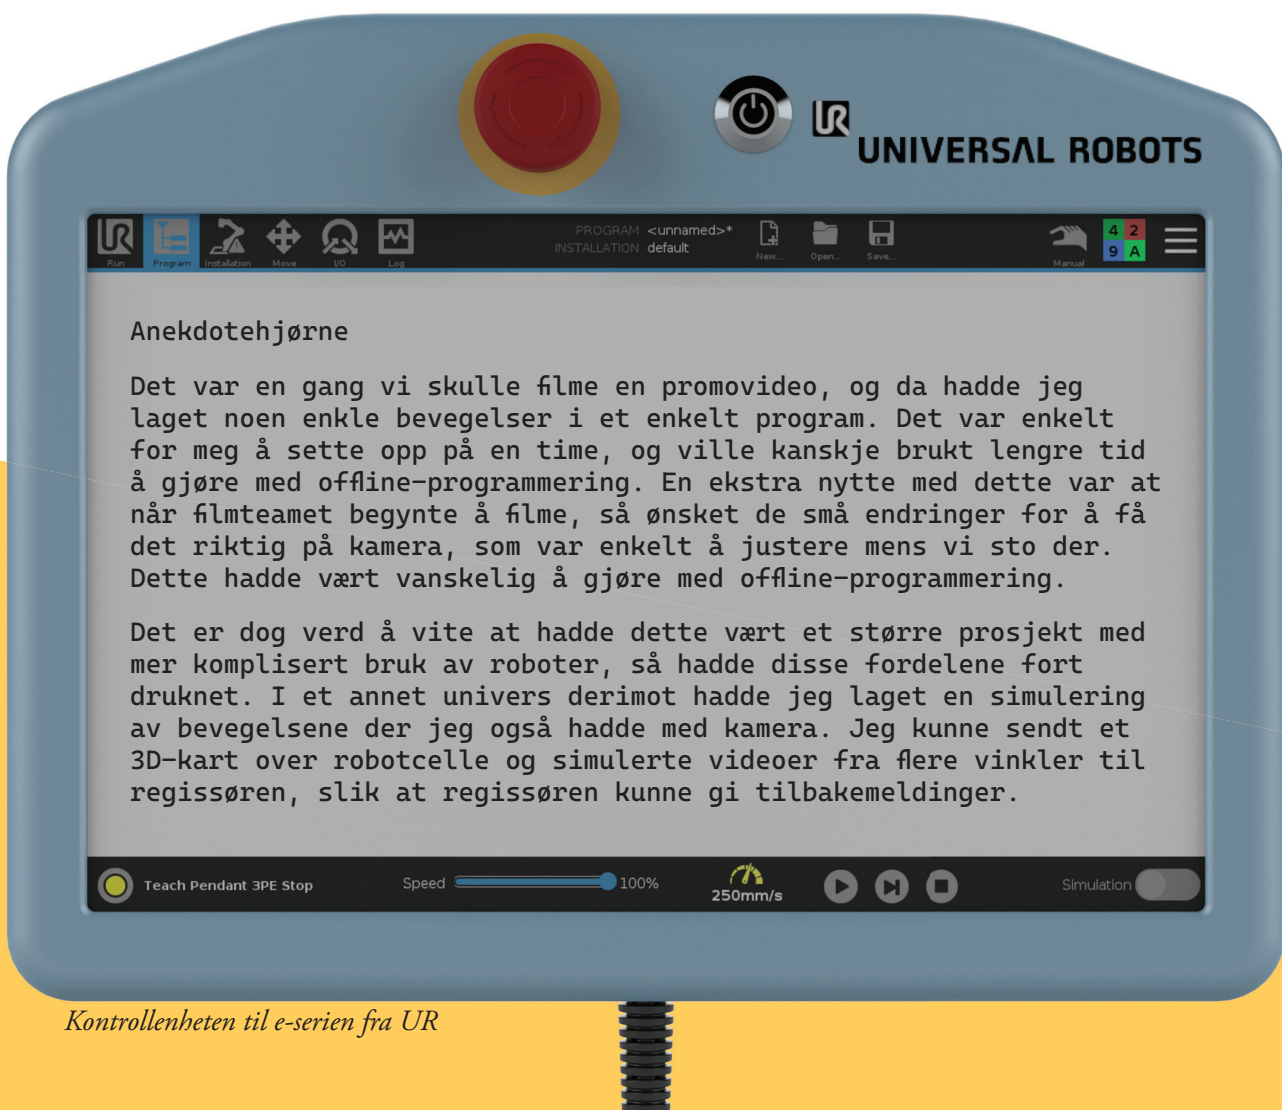 UR
UNIVERSAL ROBOTS
UR
Run
Program
Installation
Move
I/O
Log
PROGRAM <unnamed>*
INSTALLATION default
New...
Open...
Save...
Manual
4 2
9 A
Anekdotehjørne
Det var en gang vi skulle filme en promovideo, og da hadde jeg
laget noen enkle bevegelser i et enkelt program. Det var enkelt
for meg å sette opp på en time, og ville kanskje brukt lengre tid
å gjøre med offline-programmering. En ekstra nytte med dette var at
når filmteamet begynte å filme, så ønsket de små endringer for å få
det riktig på kamera, som var enkelt å justere mens vi sto der.
Dette hadde vært vanskelig å gjøre med offline-programmering.
Det er dog verd å vite at hadde dette vært et større prosjekt med
mer komplisert bruk av roboter, så hadde disse fordelene fort
druknet. I et annet univers derimot hadde jeg laget en simulering
av bevegelsene der jeg også hadde med kamera. Jeg kunne sendt et
3D-kart over robotcelle og simulerte videoer fra flere vinkler til
regissøren, slik at regissøren kunne gi tilbakemeldinger.
Teach Pendant 3PE Stop
Speed
100%
250mm/s
Simulation
Kontrollenheten til e-serien fra UR